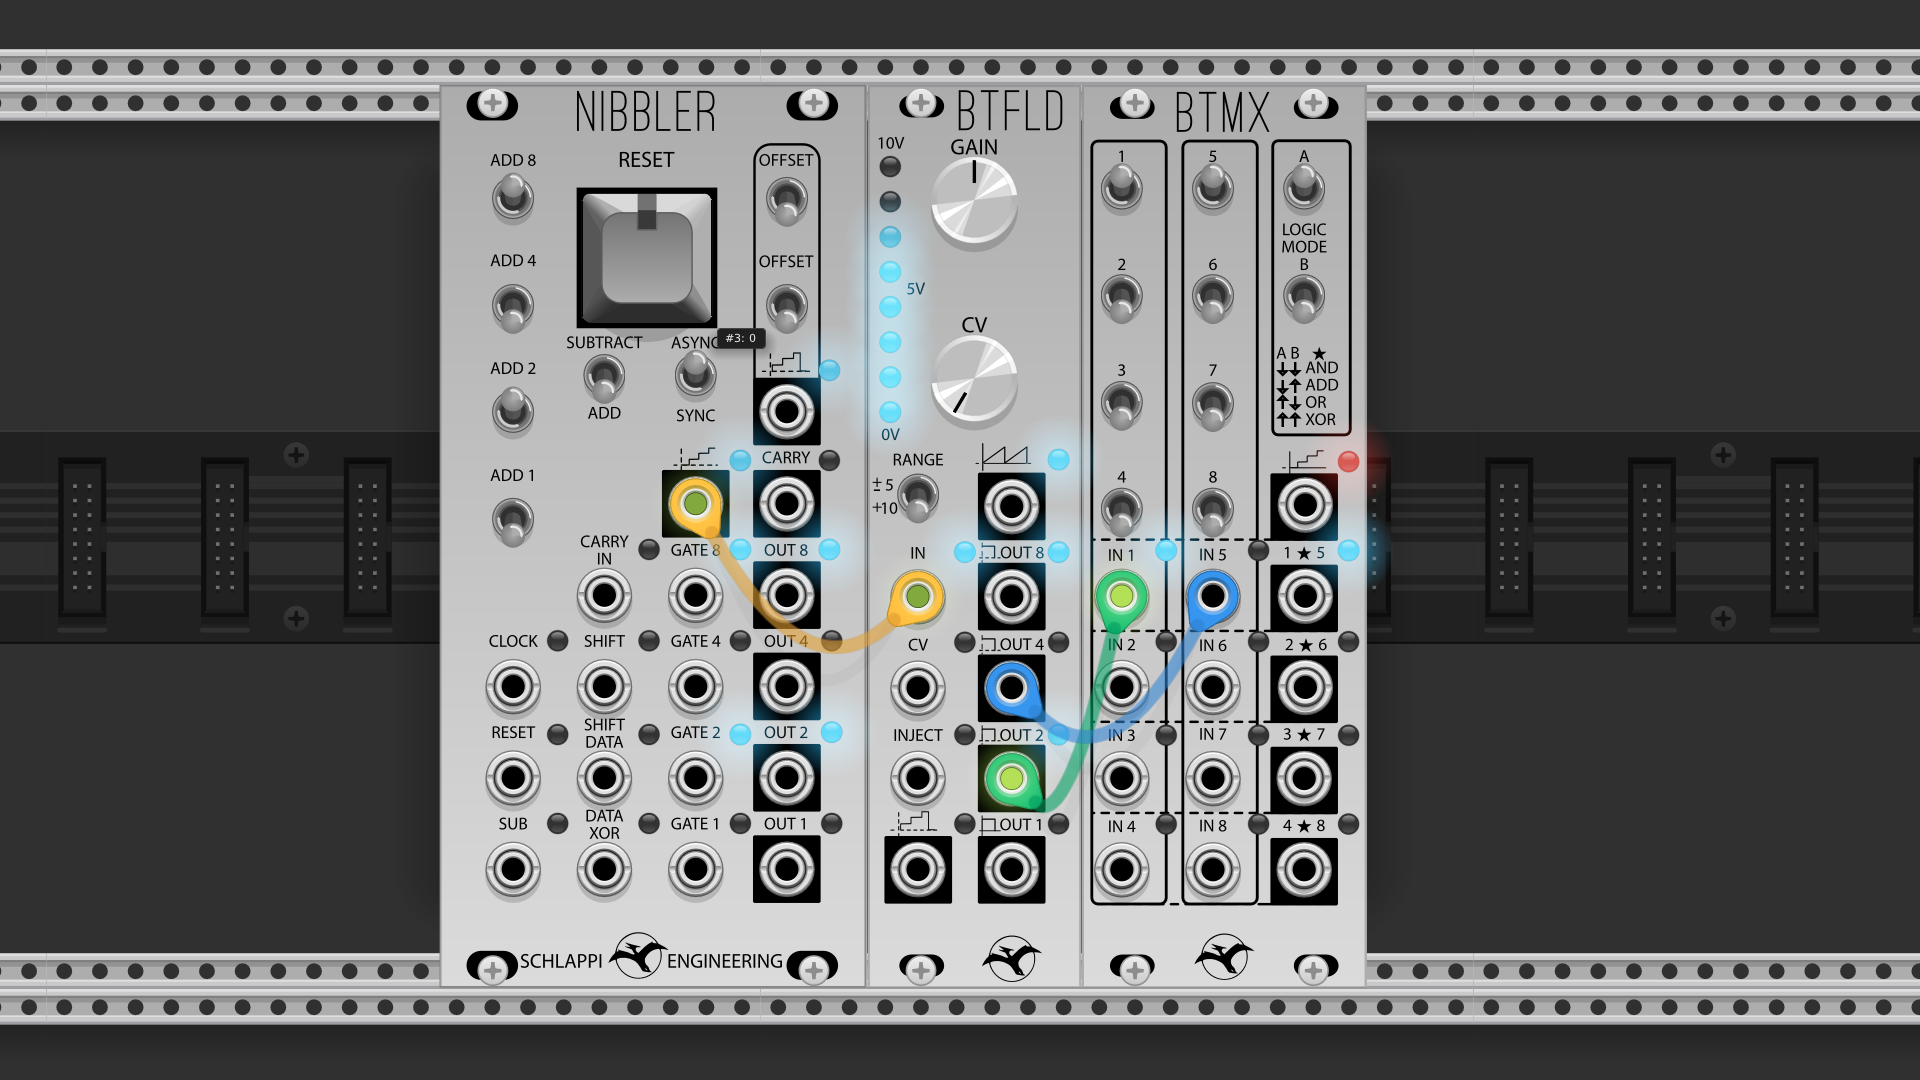 NIBBLER
BTFLD
BTMX
ADD 8
RESET
OFFSET
10V
GAIN
1
5
A
ADD 4
OFFSET
5V
2
6
LOGIC
MODE
B
SUBTRACT
ASYNC
#3: 0
CV
ADD 2
ADD
SYNC
3
7
A B ★
↓↓ AND
↓↑ ADD
↑↓ OR
↑↑ XOR
0V
CARRY
RANGE
ADD 1
± 5
+10
4
8
CARRY
IN
GATE 8
OUT 8
IN
OUT 8
IN 1
IN 5
1 ★ 5
CLOCK
SHIFT
GATE 4
OUT 4
CV
OUT 4
IN 2
IN 6
2 ★ 6
RESET
SHIFT
DATA
GATE 2
OUT 2
INJECT
OUT 2
IN 3
IN 7
3 ★ 7
SUB
DATA
XOR
GATE 1
OUT 1
OUT 1
IN 4
IN 8
4 ★ 8
SCHLAPPI ENGINEERING